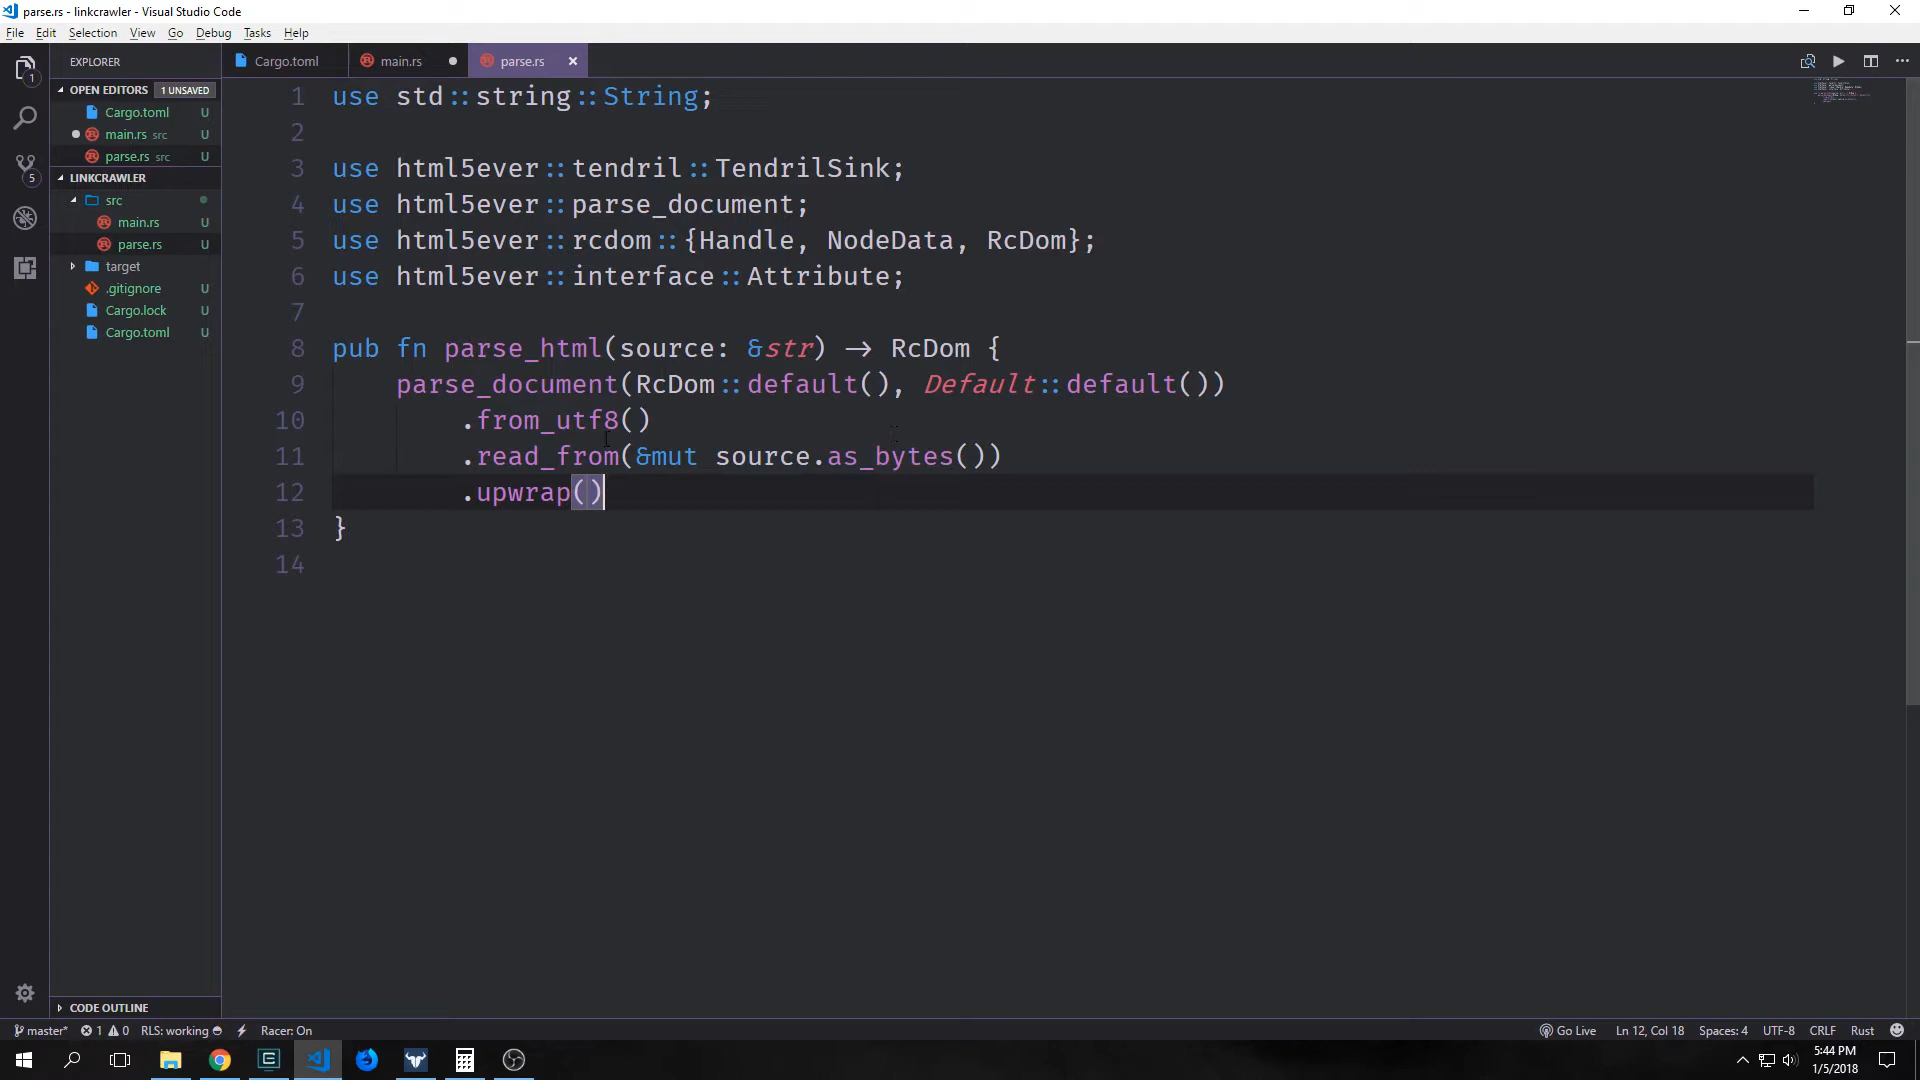 parse.rs - linkcrawler - Visual Studio Code
File Edit Selection View Go Debug Tasks Help
EXPLORER
Cargo.toml main.rs parse.rs
OPEN EDITORS 1 UNSAVED
Cargo.toml U
main.rs src U
parse.rs src U
LINKCRAWLER
src
main.rs U
parse.rs U
target
.gitignore U
Cargo.lock U
Cargo.toml U
CODE OUTLINE
1
5
1 use std::string::String;
2
3 use html5ever::tendril::TendrilSink;
4 use html5ever::parse_document;
5 use html5ever::rcdom::{Handle, NodeData, RcDom};
6 use html5ever::interface::Attribute;
7
8 pub fn parse_html(source: &str) -> RcDom {
9 parse_document(RcDom::default(), Default::default())
10 .from_utf8()
11 .read_from(&mut source.as_bytes())
12 .upwrap()
13 }
14
master* 1 0 RLS: working Racer: On Go Live Ln 12, Col 18 Spaces: 4 UTF-8 CRLF Rust
5:44 PM
1/5/2018